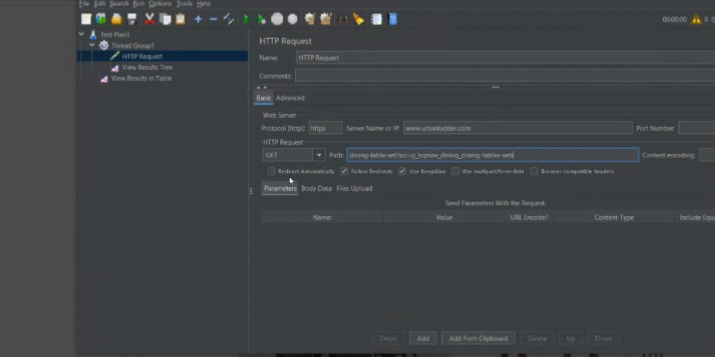 File Edit Search Run Options Tools Help
00:00:00 0
Test Plan1
Thread Group1
HTTP Request
View Results Tree
View Results in Table
HTTP Request
Name: HTTP Request
Comments:
Basic Advanced
Web Server
Protocol [http]: https Server Name or IP: www.urbanladder.com Port Number
HTTP Request
GET Path: dining-table-set?src=g_topnav_dining_dining-tables-sets Content encoding:
Redirect Automatically Follow Redirects Use KeepAlive Use multipart/form-data Browser-compatible headers
Parameters Body Data Files Upload
Send Parameters With the Request:
Name: Value URL Encode? Content-Type Include Equ
Detail Add Add from Clipboard Delete Up Down